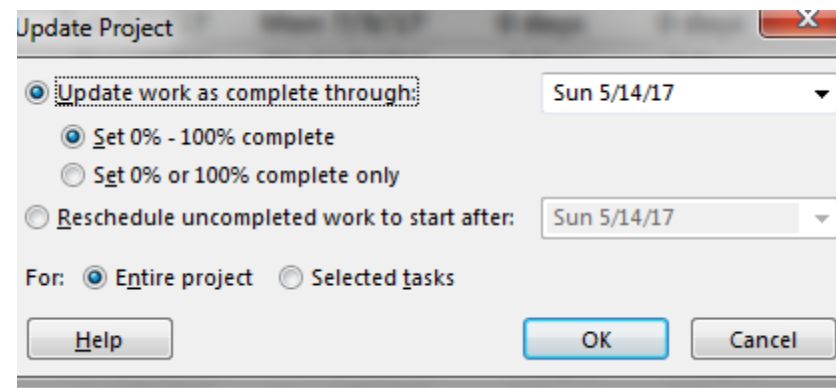 Update Project
Update work as complete through: Sun 5/14/17
Set 0% - 100% complete
Set 0% or 100% complete only
Reschedule uncompleted work to start after: Sun 5/14/17
For: Entire project Selected tasks
Help OK Cancel